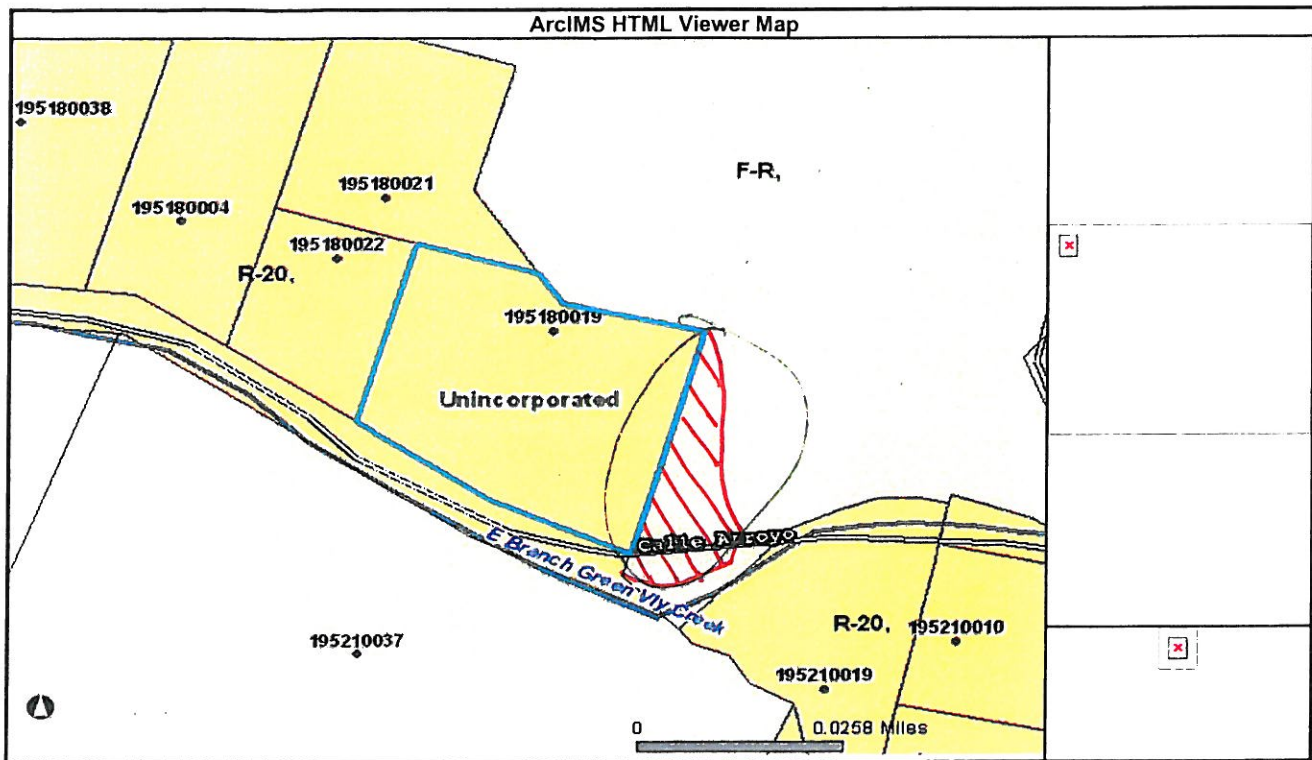 ArcIMS HTML Viewer Map
195180038
195180004
195180021
195180022
R-20,
F-R,
195180019
Unincorporated
Calle Arroyo
E Branch Green Vly Creek
195210037
R-20,
195210010
195210019
0 0.0258 Miles